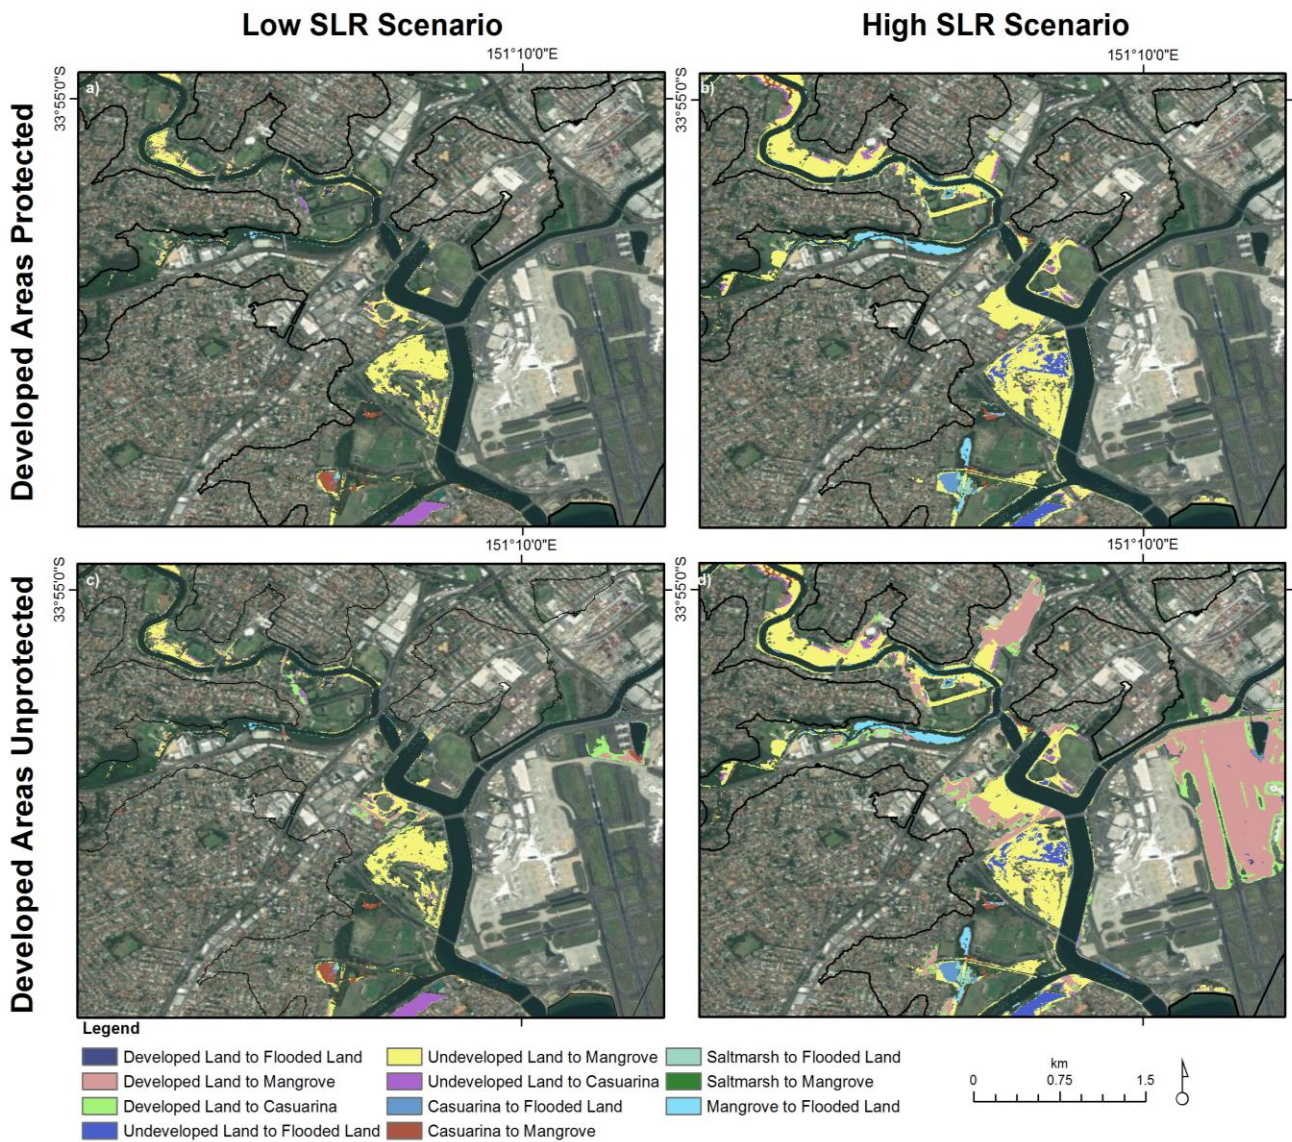 Low SLR Scenario
High SLR Scenario
151°10'0"E
151°10'0"E
Developed Areas Protected
33°55'0"S
a)
33°55'0"S
b)
151°10'0"E
151°10'0"E
Developed Areas Unprotected
33°55'0"S
c)
33°55'0"S
d)
Legend
Developed Land to Flooded Land
Undeveloped Land to Mangrove
Saltmarsh to Flooded Land
Developed Land to Mangrove
Undeveloped Land to Casuarina
Saltmarsh to Mangrove
Developed Land to Casuarina
Casuarina to Flooded Land
Mangrove to Flooded Land
Undeveloped Land to Flooded Land
Casuarina to Mangrove
km
0 0.75 1.5